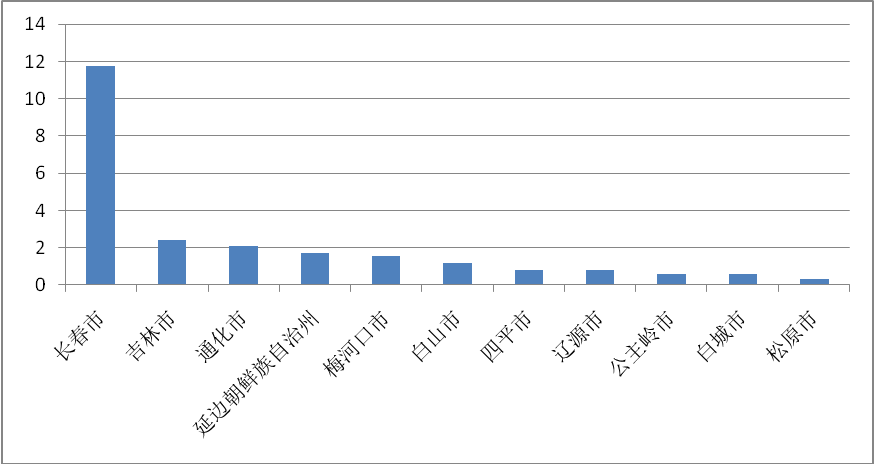 14
12
10
8
6
4
2
0
长春市
吉林市
通化市
延边朝鲜族自治州
梅河口市
白山市
四平市
辽源市
公主岭市
白城市
松原市